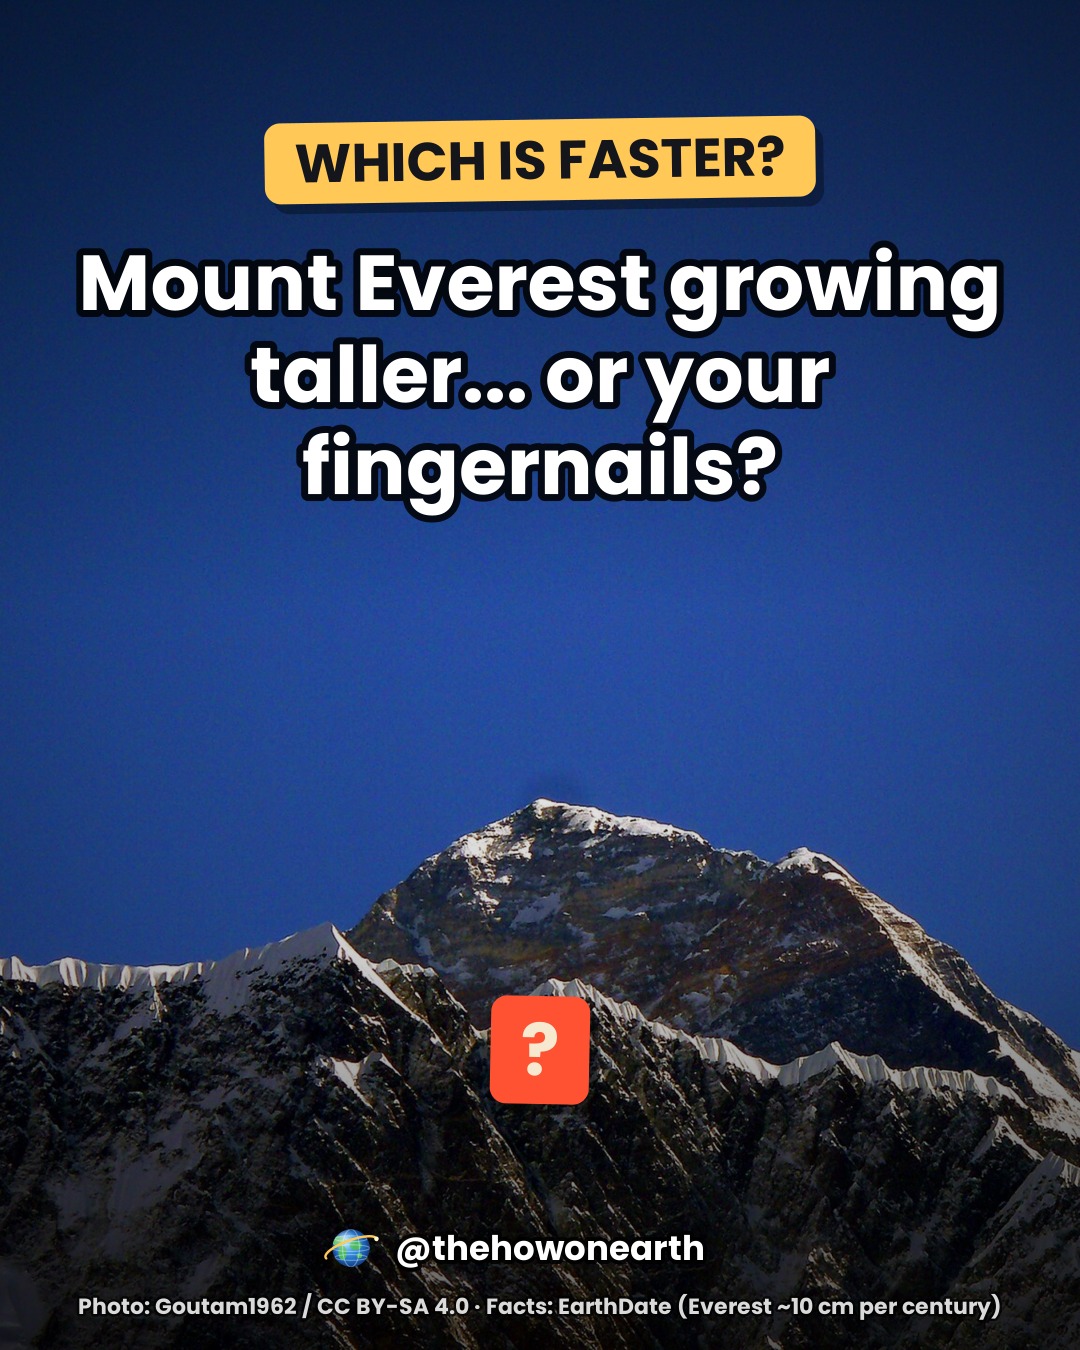 WHICH IS FASTER?
Mount Everest growing
taller... or your
fingernails?
?
@thehowonearth
Photo: Goutam1962 / CC BY-SA 4.0 · Facts: EarthDate (Everest ~10 cm per century)